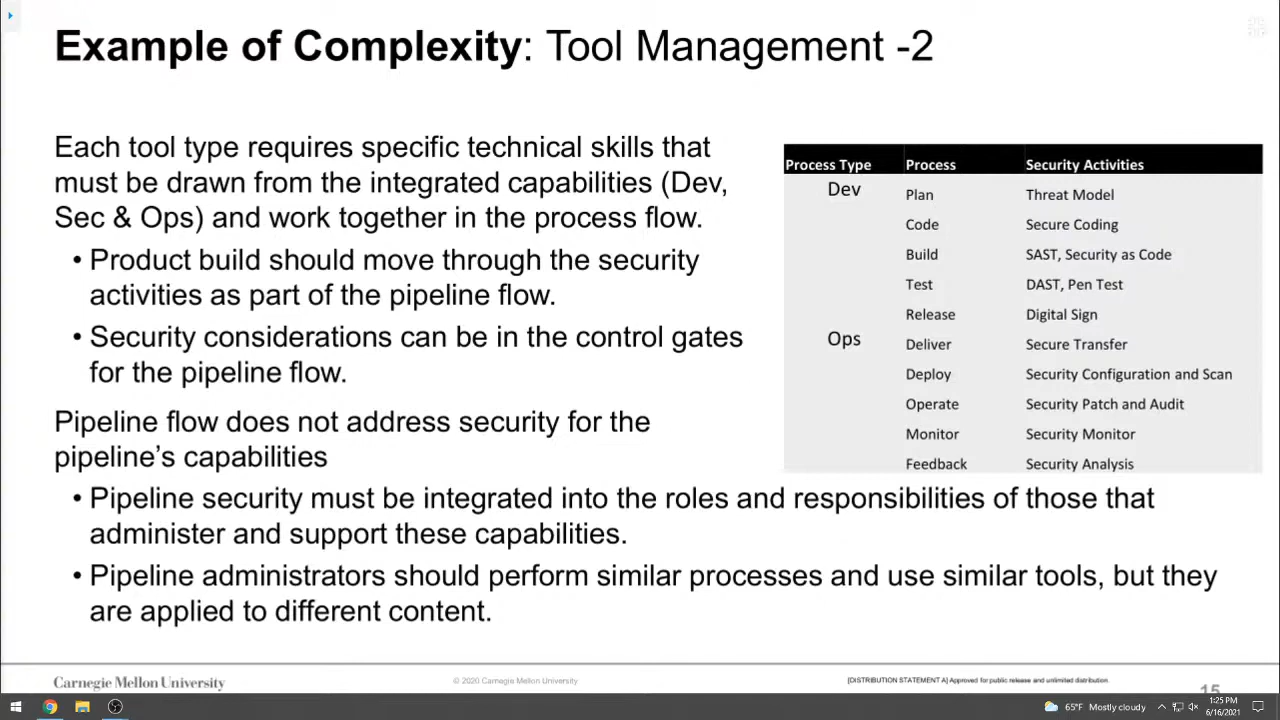 Example of Complexity: Tool Management -2
Each tool type requires specific technical skills that
must be drawn from the integrated capabilities (Dev,
Sec & Ops) and work together in the process flow.
• Product build should move through the security
activities as part of the pipeline flow.
• Security considerations can be in the control gates
for the pipeline flow.
Pipeline flow does not address security for the
pipeline's capabilities
• Pipeline security must be integrated into the roles and responsibilities of those that
administer and support these capabilities.
• Pipeline administrators should perform similar processes and use similar tools, but they
are applied to different content.
Process Type Process Security Activities
Dev Plan Threat Model
Code Secure Coding
Build SAST, Security as Code
Test DAST, Pen Test
Release Digital Sign
Ops Deliver Secure Transfer
Deploy Security Configuration and Scan
Operate Security Patch and Audit
Monitor Security Monitor
Feedback Security Analysis
Carnegie Mellon University
© 2020 Carnegie Mellon University
[DISTRIBUTION STATEMENT A] Approved for public release and unlimited distribution.
15
65°F Mostly cloudy
1:25 PM
6/16/2021